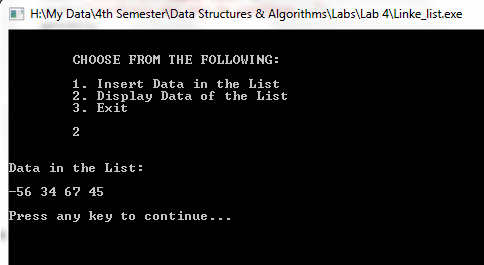 H:\My Data\4th Semester\Data Structures & Algorithms\Labs\Lab 4\Linke_list.exe
CHOOSE FROM THE FOLLOWING:
1. Insert Data in the List
2. Display Data of the List
3. Exit
2
Data in the List:
-56 34 67 45
Press any key to continue...